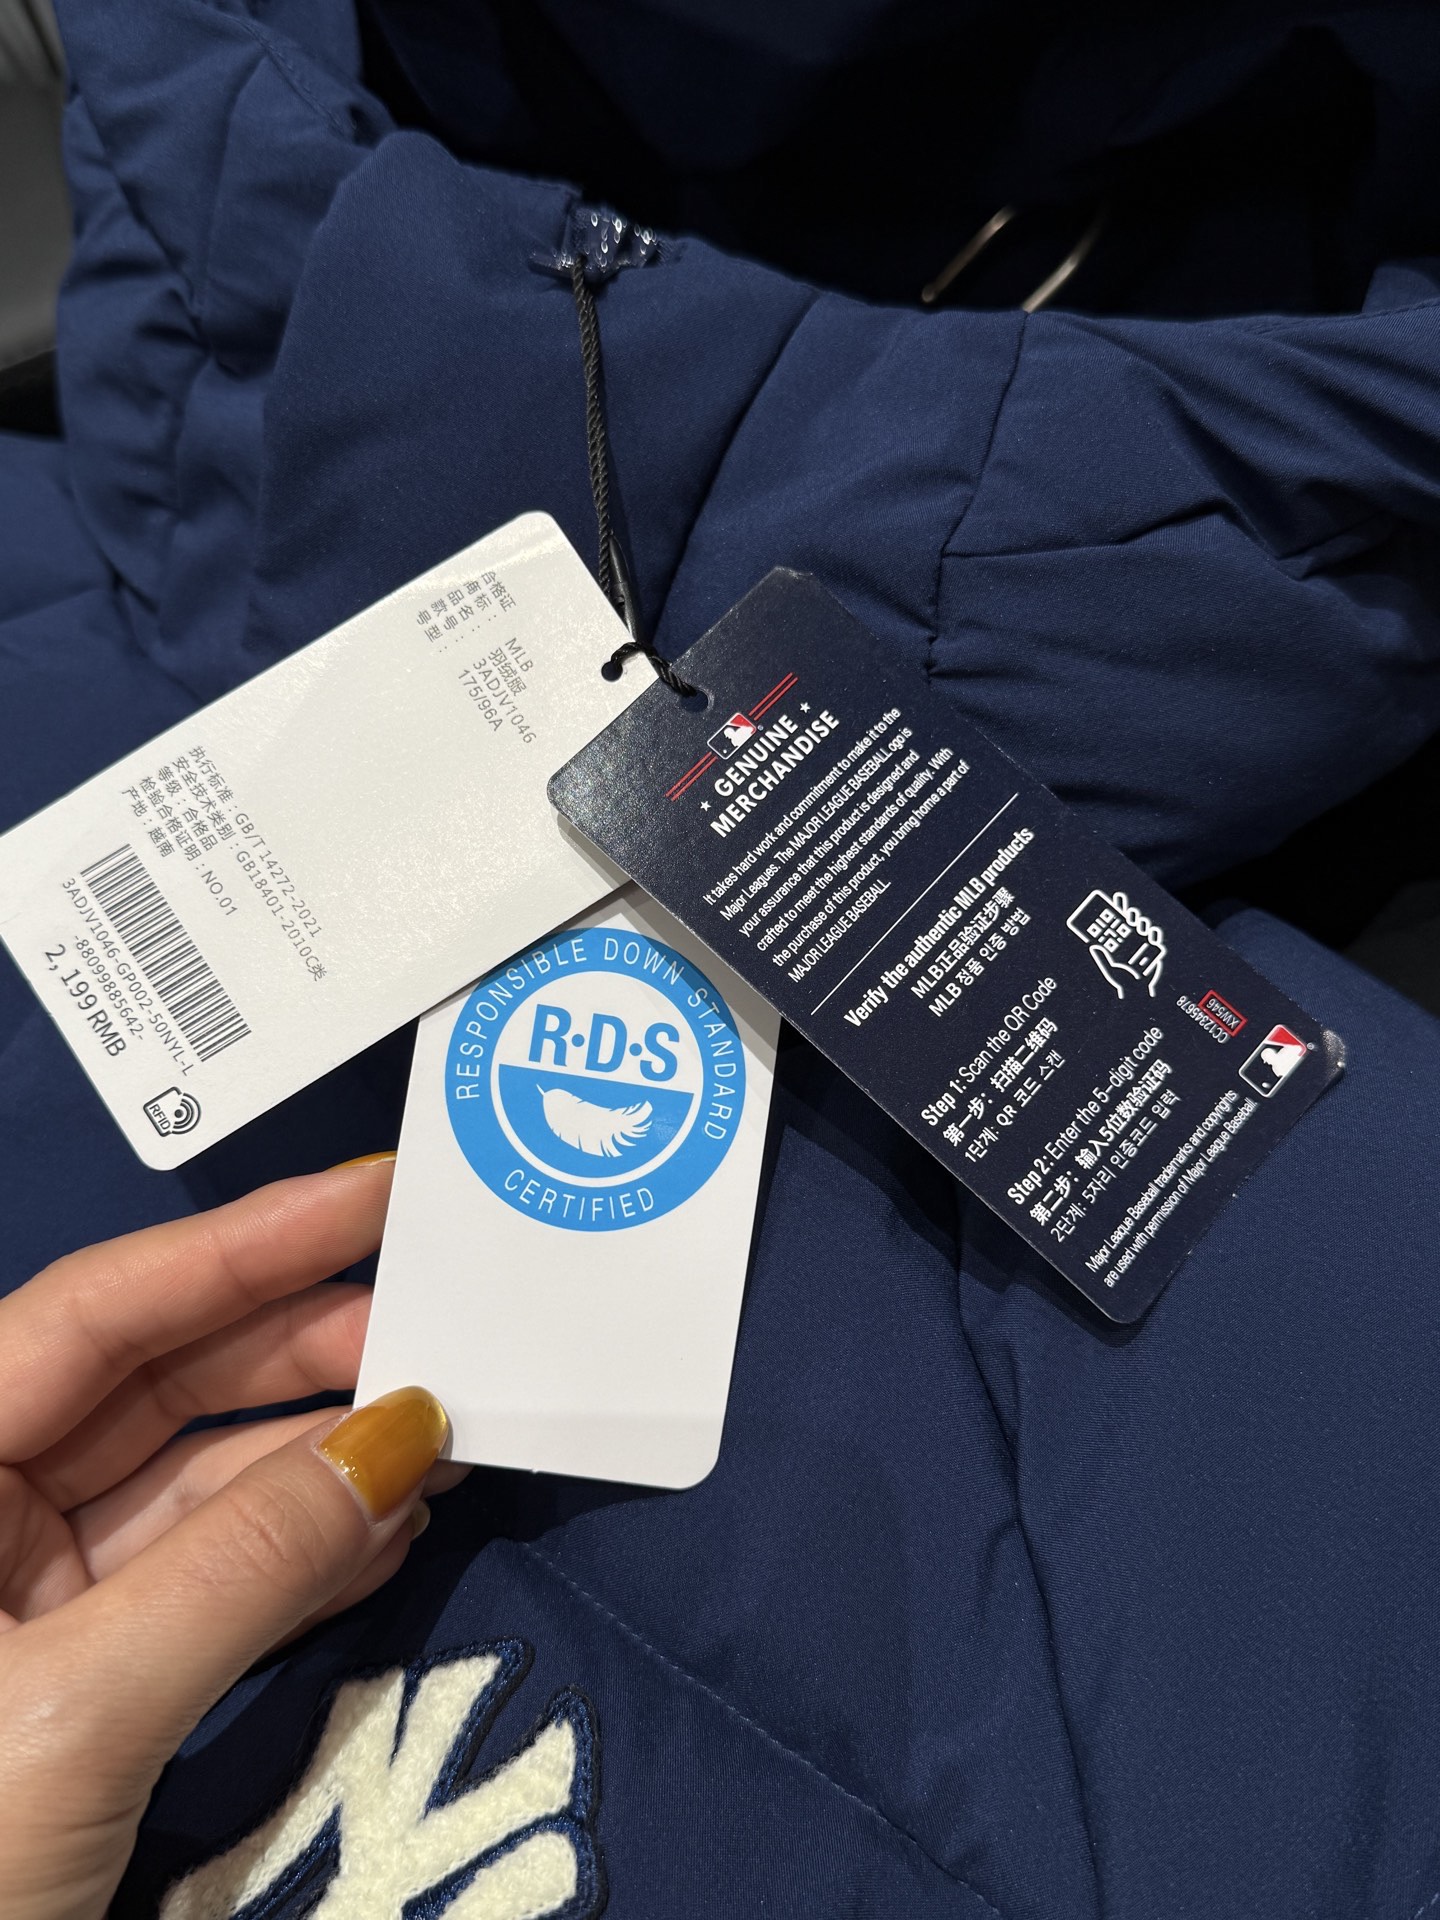 合格证
商标： MLB
品名： 羽绒服
款号： 3ADJV1046
号型： 175/96A
执行标准：GB/T14272-2021
安全技术类别：GB18401-2010C类
等级：合格品
检验合格证明：NO.01
产地：越南
3ADJV1046-GP002-50NYL-L
-8809885642-
2,199RMB
RFID
RESPONSIBLE DOWN STANDARD
R·D·S
CERTIFIED
GENUINE
MERCHANDISE
It takes hard work and commitment to make it to the
Major Leagues. The MAJOR LEAGUE BASEBALL logo is
your assurance that this product is designed and
crafted to meet the highest standards of quality. With
the purchase of this product, you bring home a part of
MAJOR LEAGUE BASEBALL.
Verify the authentic MLB products
MLB正品验证步骤
MLB 정품 인증 방법
Step 1: Scan the QR Code
第一步：扫描二维码
1단계: QR 코드 스캔
CC12345678
XW546
Step 2: Enter the 5-digit code
第二步：输入5位数验证码
2단계: 5자리 인증코드 입력
Major League Baseball trademarks and copyrights
are used with permission of Major League Baseball.
NY